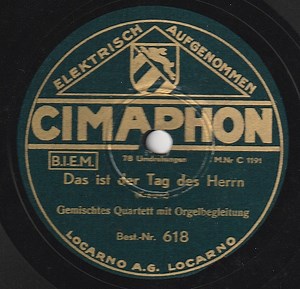 ELEKTRISCH AUFGENOMMEN
CIMAPHON
B.I.E.M.
78 Umdrehungen
M.Nr C 1191
Das ist der Tag des Herrn
Gemischtes Quartett mit Orgelbegleitung
Best.-Nr. 618
LOCARNO A.G. LOCARNO